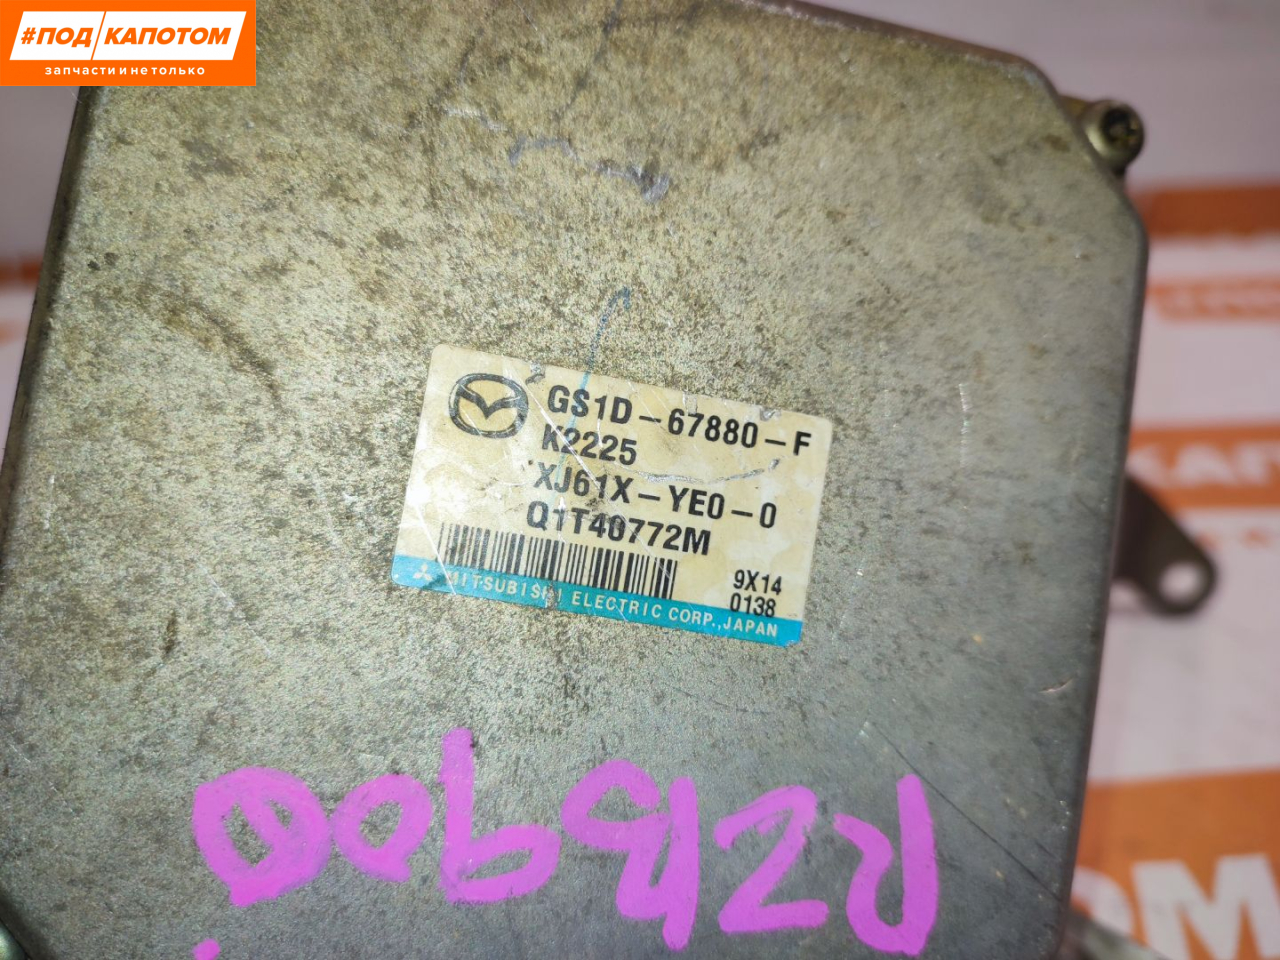 #ПОД КАПОТОМ
запчасти и не только
GS1D-67880-F
K2225
XJ61X-YE0-0
Q1T40772M
9X14
0138
MITSUBISHI ELECTRIC CORP.,JAPAN